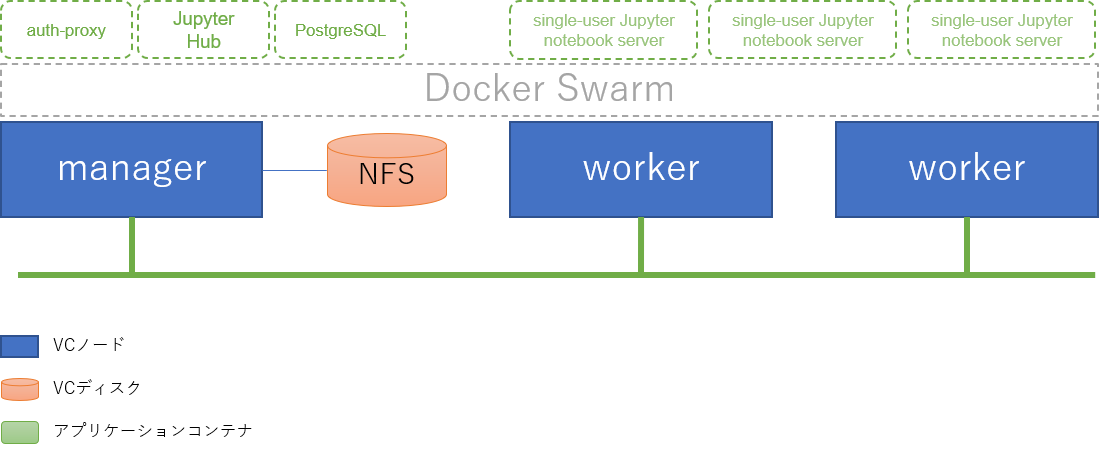 auth-proxy
Jupyter
Hub
PostgreSQL
single-user Jupyter
notebook server
single-user Jupyter
notebook server
single-user Jupyter
notebook server
Docker Swarm
manager
NFS
worker
worker
VCノード
VCディスク
アプリケーションコンテナ